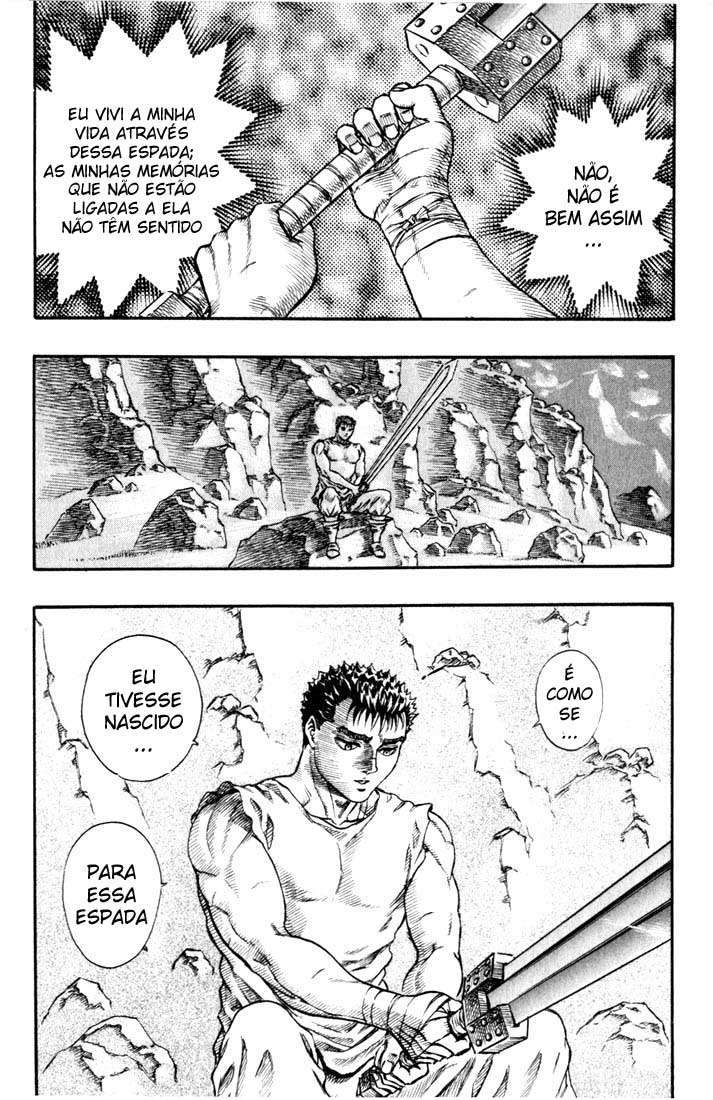 NÃO,
NÃO É
BEM ASSIM
...
EU VIVI A MINHA
VIDA ATRAVÉS
DESSA ESPADA;
AS MINHAS MEMÓRIAS
QUE NÃO ESTÃO
LIGADAS A ELA
NÃO TÊM SENTIDO
É
COMO
SE
...
EU
TIVESSE
NASCIDO
...
PARA
ESSA
ESPADA